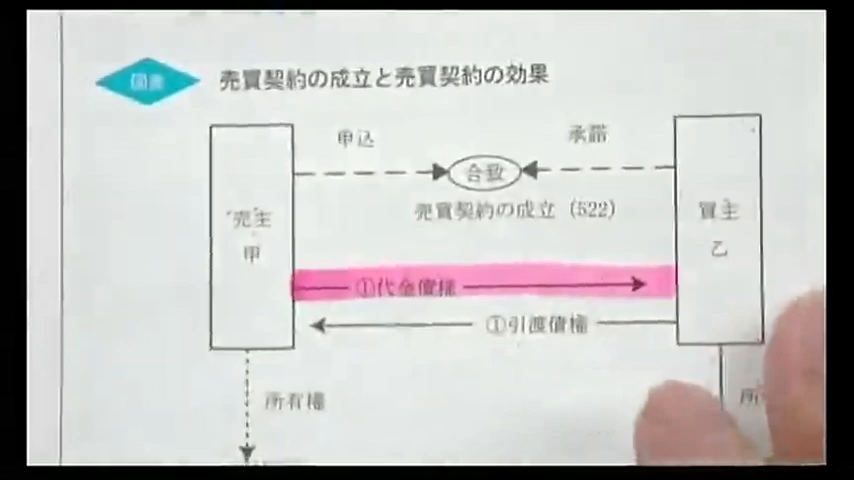 図表 売買契約の成立と売買契約の効果
申込
承諾
合致
売買契約の成立 (522)
売主
甲
買主
乙
①代金債権
①引渡債権
所有権
所